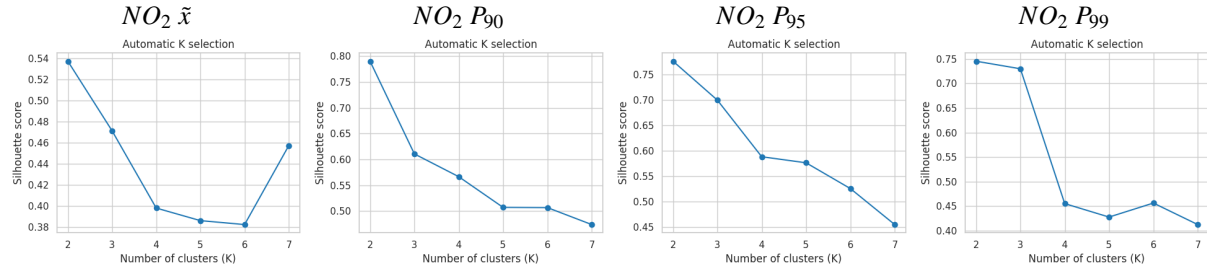 NO₂ x̃
Automatic K selection
Silhouette score
0.54
0.52
0.50
0.48
0.46
0.44
0.42
0.40
0.38
2 3 4 5 6 7
Number of clusters (K)
NO₂ P₉₀
Automatic K selection
Silhouette score
0.80
0.75
0.70
0.65
0.60
0.55
0.50
2 3 4 5 6 7
Number of clusters (K)
NO₂ P₉₅
Automatic K selection
Silhouette score
0.75
0.70
0.65
0.60
0.55
0.50
0.45
2 3 4 5 6 7
Number of clusters (K)
NO₂ P₉₉
Automatic K selection
Silhouette score
0.75
0.70
0.65
0.60
0.55
0.50
0.45
0.40
2 3 4 5 6 7
Number of clusters (K)